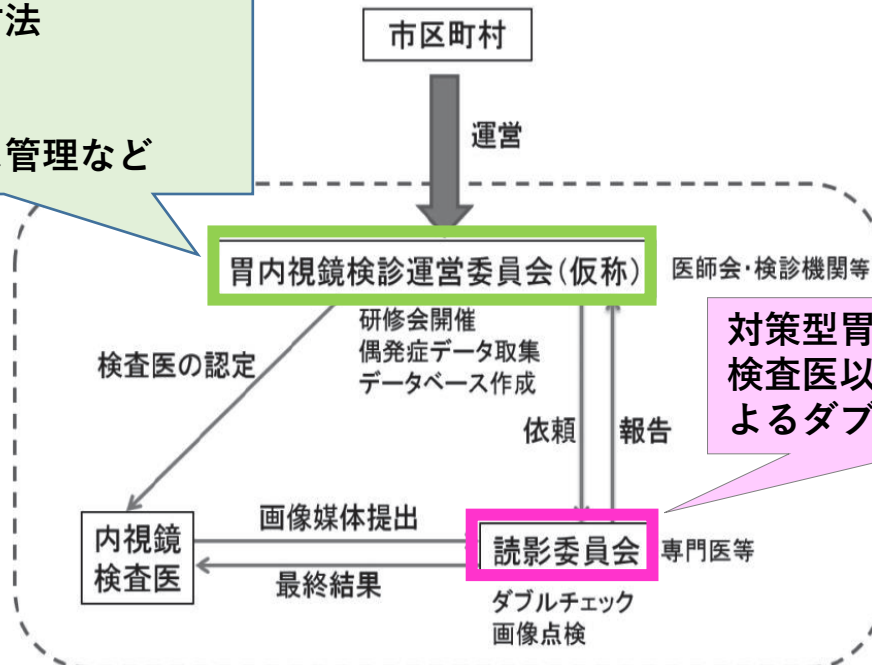 方法
管理など
市区町村
運営
胃内視鏡検診運営委員会(仮称)
医師会・検診機関等
研修会開催
偶発症データ取集
データベース作成
検査医の認定
対策型胃
検査医以
よるダブ
依頼
報告
画像媒体提出
最終結果
内視鏡
検査医
読影委員会
専門医等
ダブルチェック
画像点検